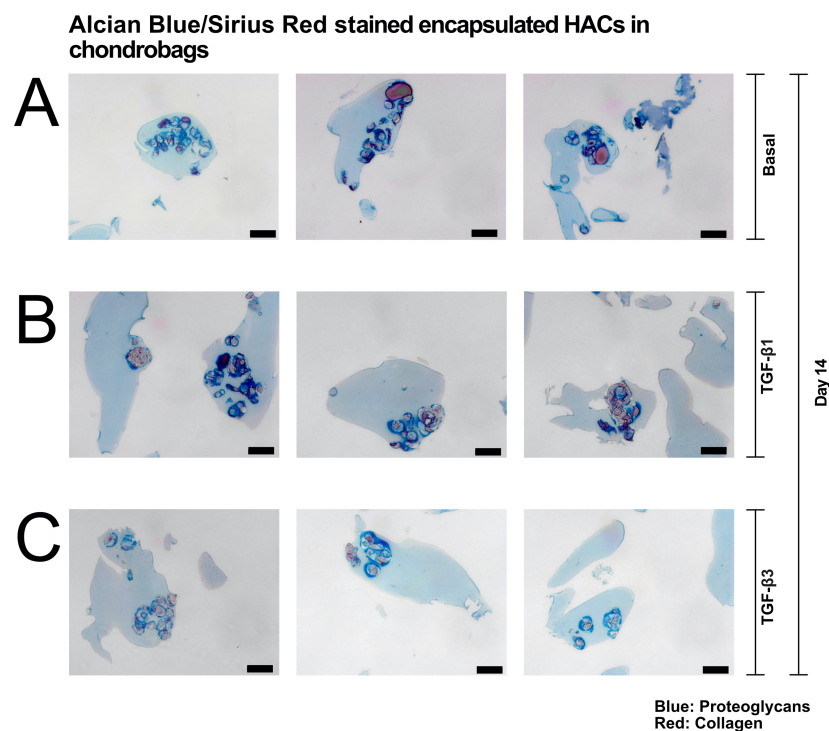 Alcian Blue/Sirius Red stained encapsulated HACs in
chondrobags
A
Basal
B
TGF-β1
Day 14
C
TGF-β3
Blue: Proteoglycans
Red: Collagen